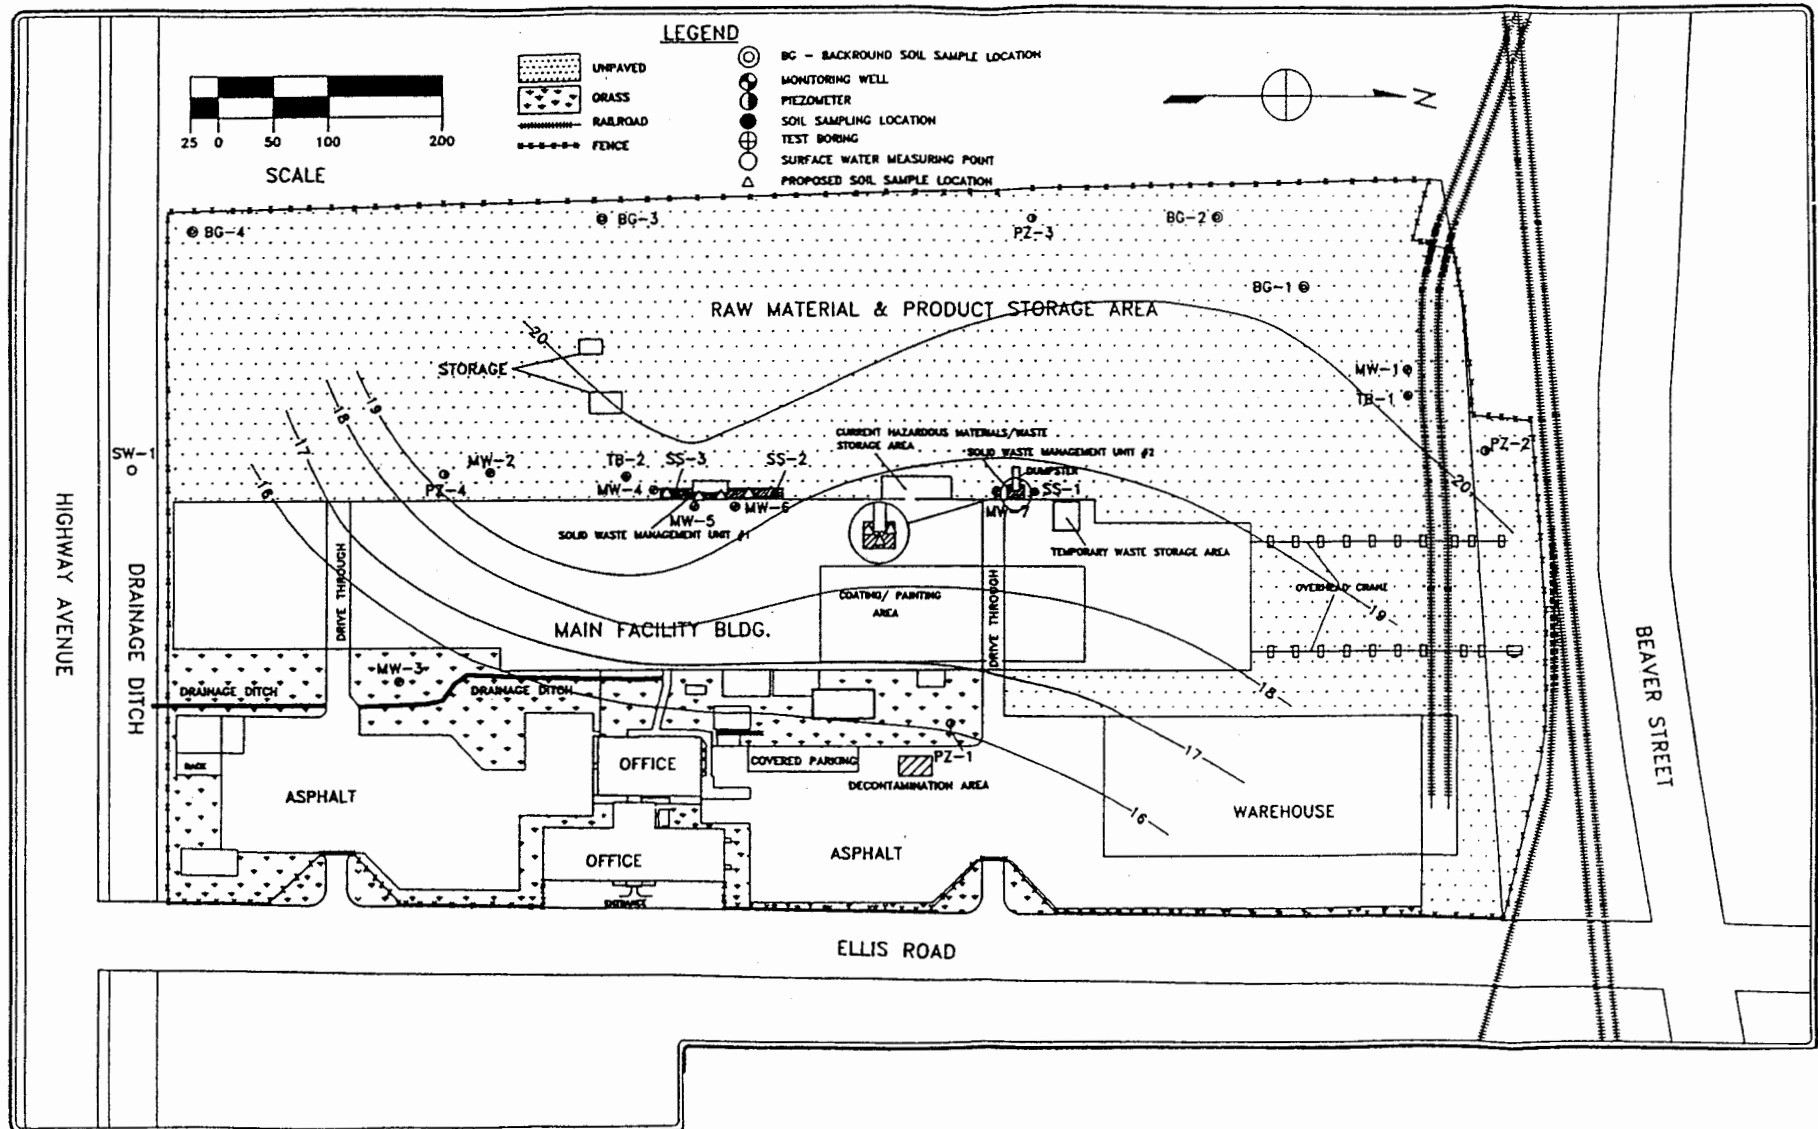 LEGEND
UNPAVED
GRASS
RAILROAD
FENCE
BG - BACKROUND SOIL SAMPLE LOCATION
MONITORING WELL
PIEZOMETER
SOIL SAMPLING LOCATION
TEST BORING
SURFACE WATER MEASURING POINT
PROPOSED SOIL SAMPLE LOCATION
25 0 50 100 200
SCALE
N
BG-4
BG-3
PZ-3
BG-2
BG-1
RAW MATERIAL & PRODUCT STORAGE AREA
20
STORAGE
19
18
17
16
MW-1
TB-1
PZ-2
20
SW-1
CURRENT HAZARDOUS MATERIALS/WASTE
STORAGE AREA
SOLID WASTE MANAGEMENT UNIT #2
DUMPSTER
MW-2
PZ-4
TB-2
SS-3
SS-2
MW-4
MW-5
MW-6
SS-1
MW-7
SOLID WASTE MANAGEMENT UNIT #1
TEMPORARY WASTE STORAGE AREA
HIGHWAY AVENUE
DRAINAGE DITCH
DRIVE THROUGH
COATING/ PAINTING
AREA
DRIVE THROUGH
OVERHEAD CRANE
19
MAIN FACILITY BLDG.
BEAVER STREET
MW-3
DRAINAGE DITCH
DRAINAGE DITCH
18
PZ-1
17
16
RACK
OFFICE
COVERED PARKING
DECONTAMINATION AREA
ASPHALT
WAREHOUSE
OFFICE
ASPHALT
ENTRANCE
ELLIS ROAD